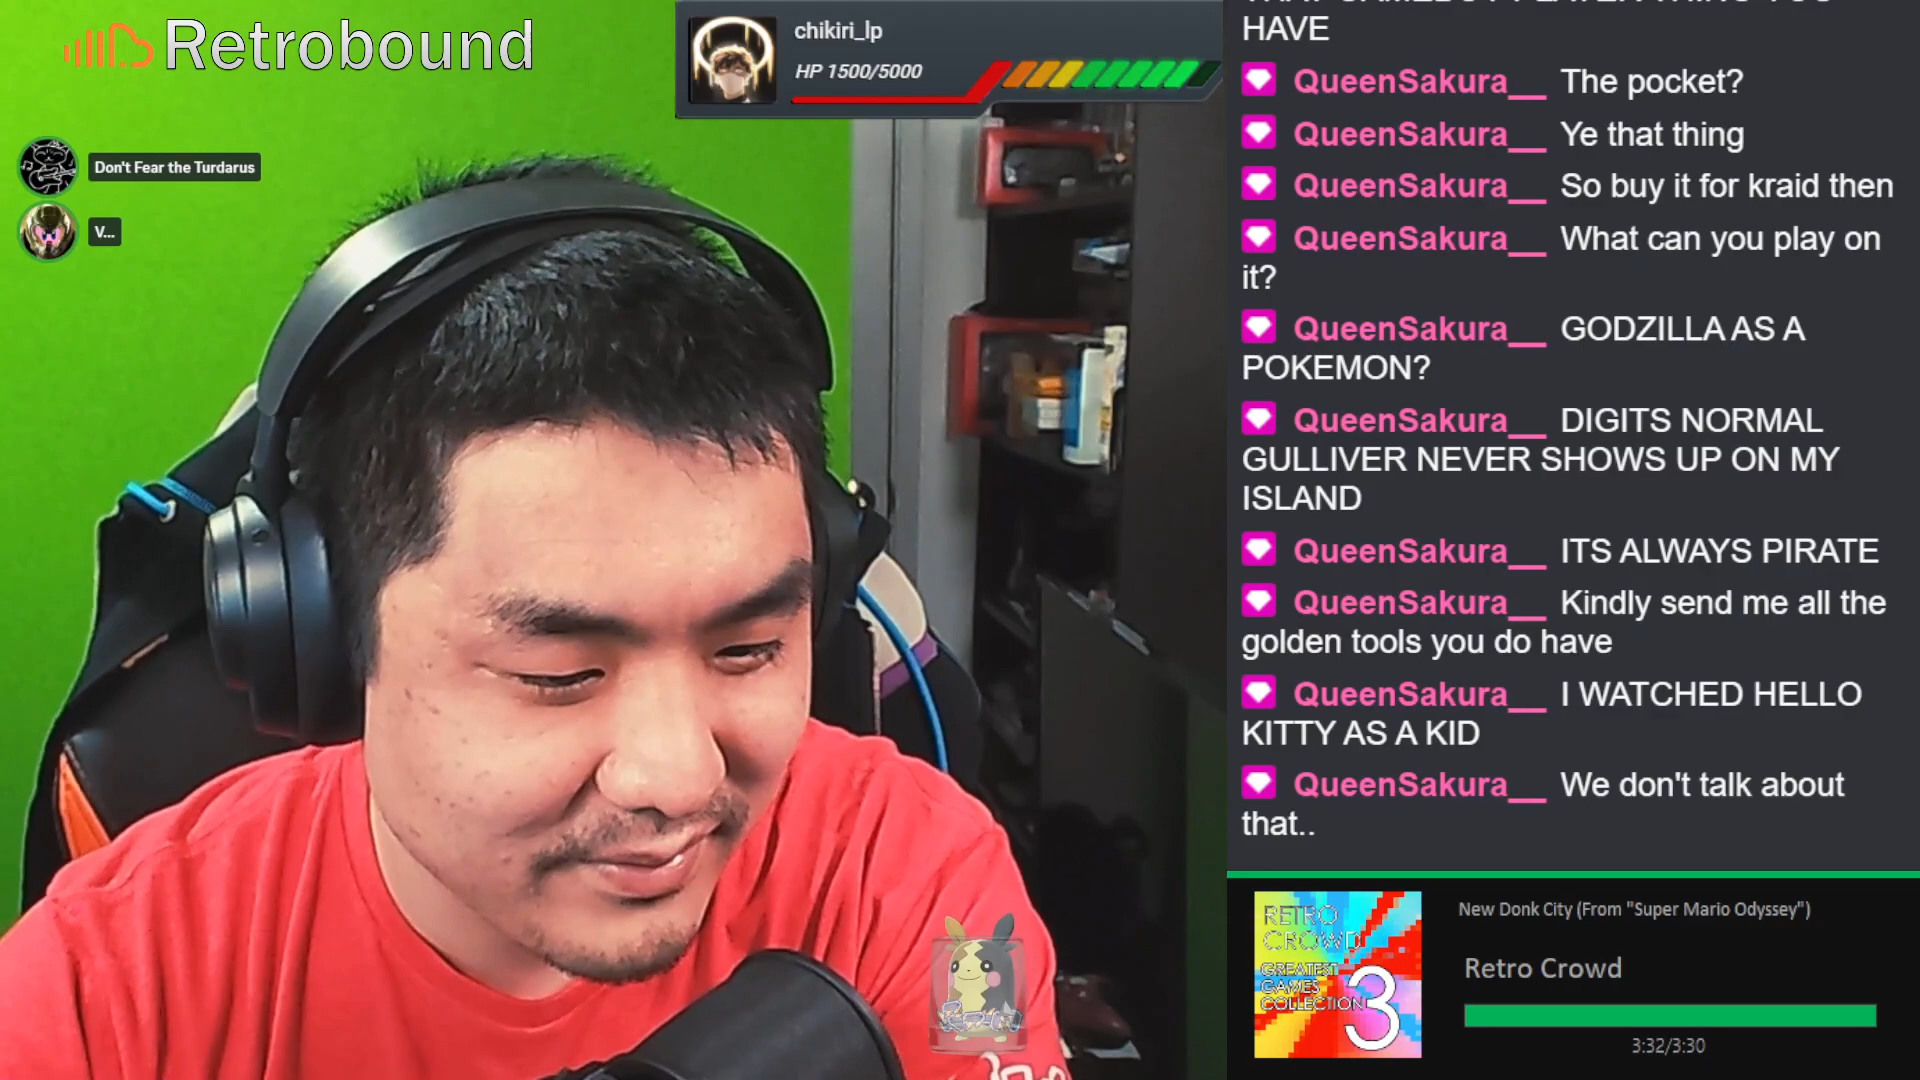 Retrobound
chikiri_lp
HP 1500/5000
Don't Fear the Turdarus
V...
HAVE
QueenSakura__ The pocket?
QueenSakura__ Ye that thing
QueenSakura__ So buy it for kraid then
QueenSakura__ What can you play on
it?
QueenSakura__ GODZILLA AS A
POKEMON?
QueenSakura__ DIGITS NORMAL
GULLIVER NEVER SHOWS UP ON MY
ISLAND
QueenSakura__ ITS ALWAYS PIRATE
QueenSakura__ Kindly send me all the
golden tools you do have
QueenSakura__ I WATCHED HELLO
KITTY AS A KID
QueenSakura__ We don't talk about
that..
RETRO
CROWD
GREATEST
GAMES
COLLECTION
3
New Donk City (From "Super Mario Odyssey")
Retro Crowd
3:32/3:30